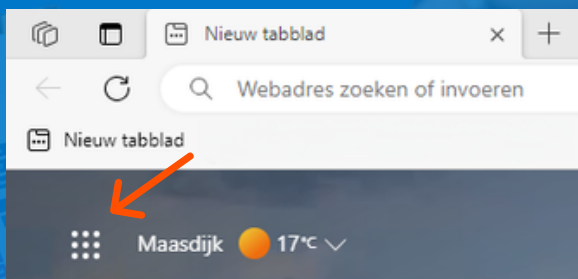 Nieuw tabblad
Webadres zoeken of invoeren
Nieuw tabblad
Maasdijk 17°C